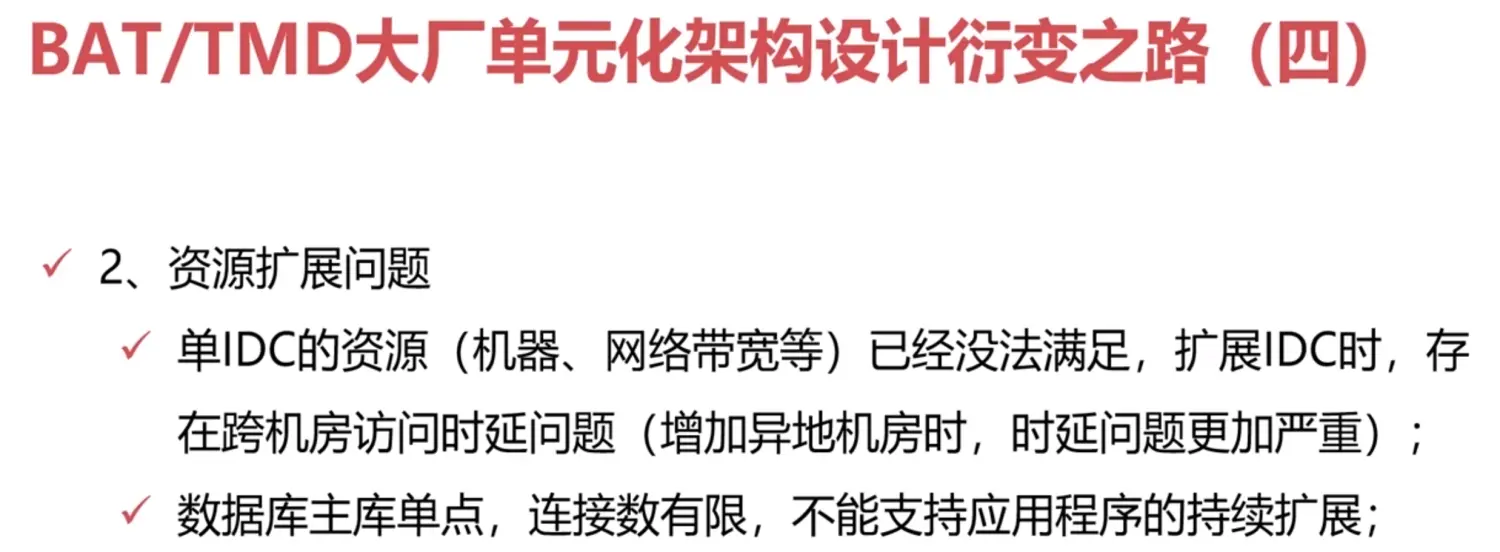 BAT/TMD大厂单元化架构设计衍变之路（四）
✓ 2、资源扩展问题
✓ 单IDC的资源（机器、网络带宽等）已经没法满足，扩展IDC时，存
在跨机房访问时延问题（增加异地机房时，时延问题更加严重）；
✓ 数据库主库单点，连接数有限，不能支持应用程序的持续扩展；